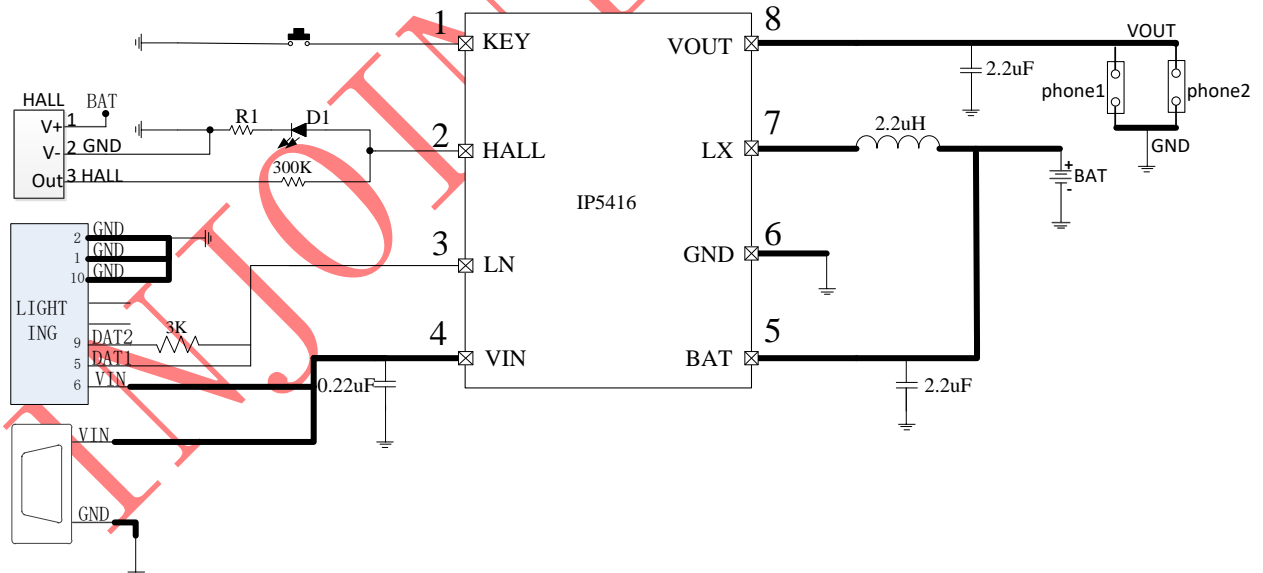 1
KEY
8
VOUT
VOUT
2.2uF
phone1
phone2
GND
HALL
BAT
V+ 1
V- 2 GND
Out 3 HALL
R1
D1
300K
2
HALL
7
LX
2.2uH
+
BAT
-
IP5416
3
LN
6
GND
4
VIN
5
BAT
2.2uF
0.22uF
LIGHT
ING
2 GND
1 GND
10 GND
9 DAT2
3K
5 DAT1
6 VIN
VIN
GND
INJOINI